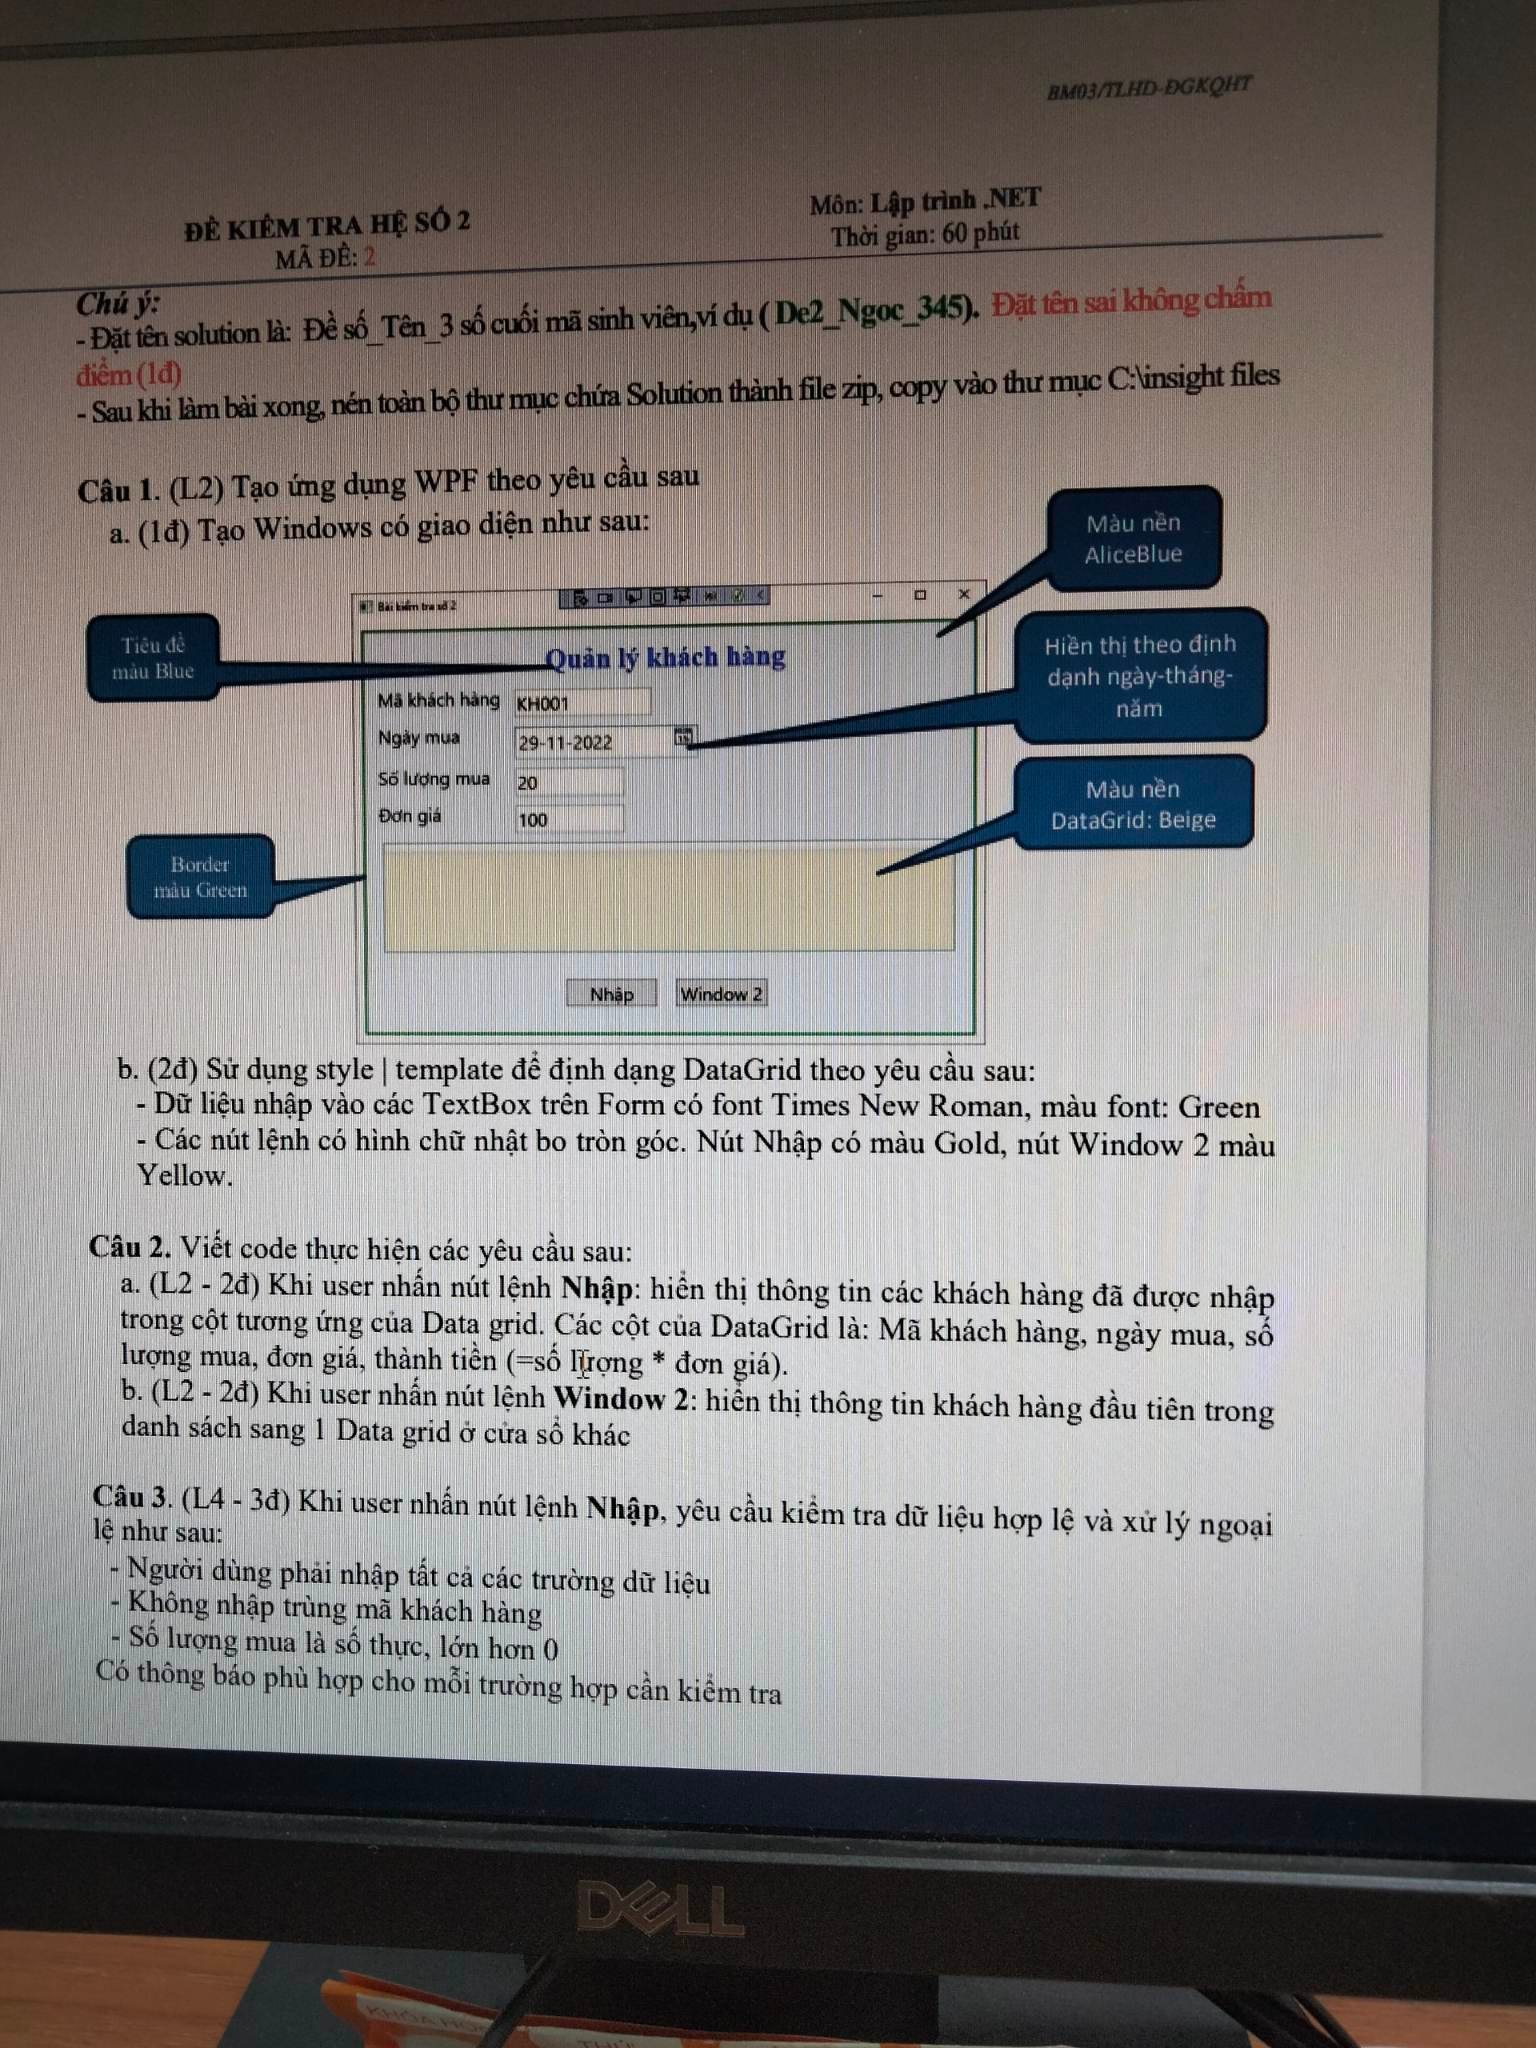 BM03/TLHD-ĐGKQHT
ĐỀ KIỂM TRA HỆ SỐ 2
Môn: Lập trình .NET
MÃ ĐỀ: 2
Thời gian: 60 phút
Chú ý:
- Đặt tên solution là: Đề số_Tên_3 số cuối mã sinh viên,ví dụ ( De2_Ngoc_345). Đặt tên sai không chấm
điểm (1đ)
- Sau khi làm bài xong, nén toàn bộ thư mục chứa Solution thành file zip, copy vào thư mục C:\insight files
Câu 1. (L2) Tạo ứng dụng WPF theo yêu cầu sau
a. (1đ) Tạo Windows có giao diện như sau:
Màu nền
AliceBlue
Bài kiểm tra số 2
Tiêu đề
màu Blue
Quản lý khách hàng
Hiền thị theo định
dạnh ngày-tháng-
năm
Mã khách hàng KH001
Ngày mua 29-11-2022
Số lượng mua 20
Đơn giá 100
Màu nền
DataGrid: Beige
Border
màu Green
Nhập Window 2
b. (2đ) Sử dụng style | template để định dạng DataGrid theo yêu cầu sau:
- Dữ liệu nhập vào các TextBox trên Form có font Times New Roman, màu font: Green
- Các nút lệnh có hình chữ nhật bo tròn góc. Nút Nhập có màu Gold, nút Window 2 màu
Yellow.
Câu 2. Viết code thực hiện các yêu cầu sau:
a. (L2 - 2đ) Khi user nhấn nút lệnh Nhập: hiển thị thông tin các khách hàng đã được nhập
trong cột tương ứng của Data grid. Các cột của DataGrid là: Mã khách hàng, ngày mua, số
lượng mua, đơn giá, thành tiền (=số lượng * đơn giá).
b. (L2 - 2đ) Khi user nhấn nút lệnh Window 2: hiển thị thông tin khách hàng đầu tiên trong
danh sách sang 1 Data grid ở cửa sổ khác
Câu 3. (L4 - 3đ) Khi user nhấn nút lệnh Nhập, yêu cầu kiểm tra dữ liệu hợp lệ và xử lý ngoại
lệ như sau:
- Người dùng phải nhập tất cả các trường dữ liệu
- Không nhập trùng mã khách hàng
- Số lượng mua là số thực, lớn hơn 0
Có thông báo phù hợp cho mỗi trường hợp cần kiểm tra
DELL